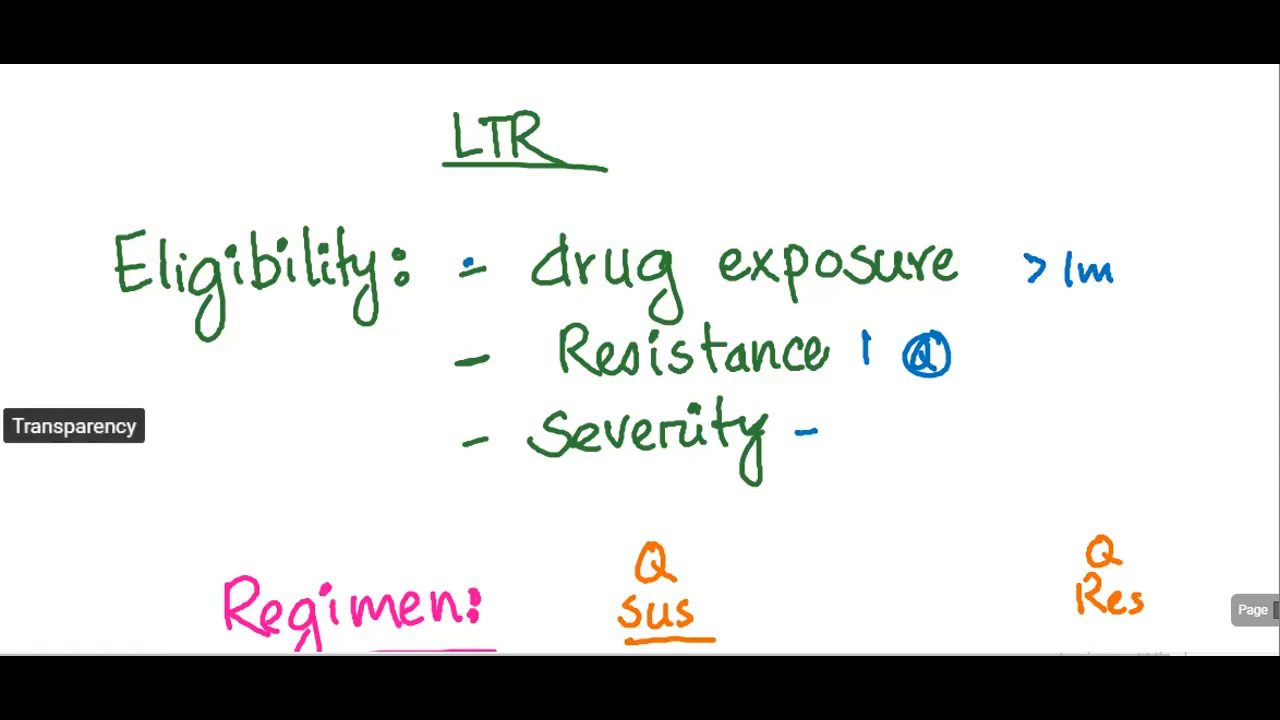 LTR
Eligibility: - drug exposure > 1m
- Resistance 1 Q
- Severity -
Transparency
Q Q
Regimen: Sus Res
Page